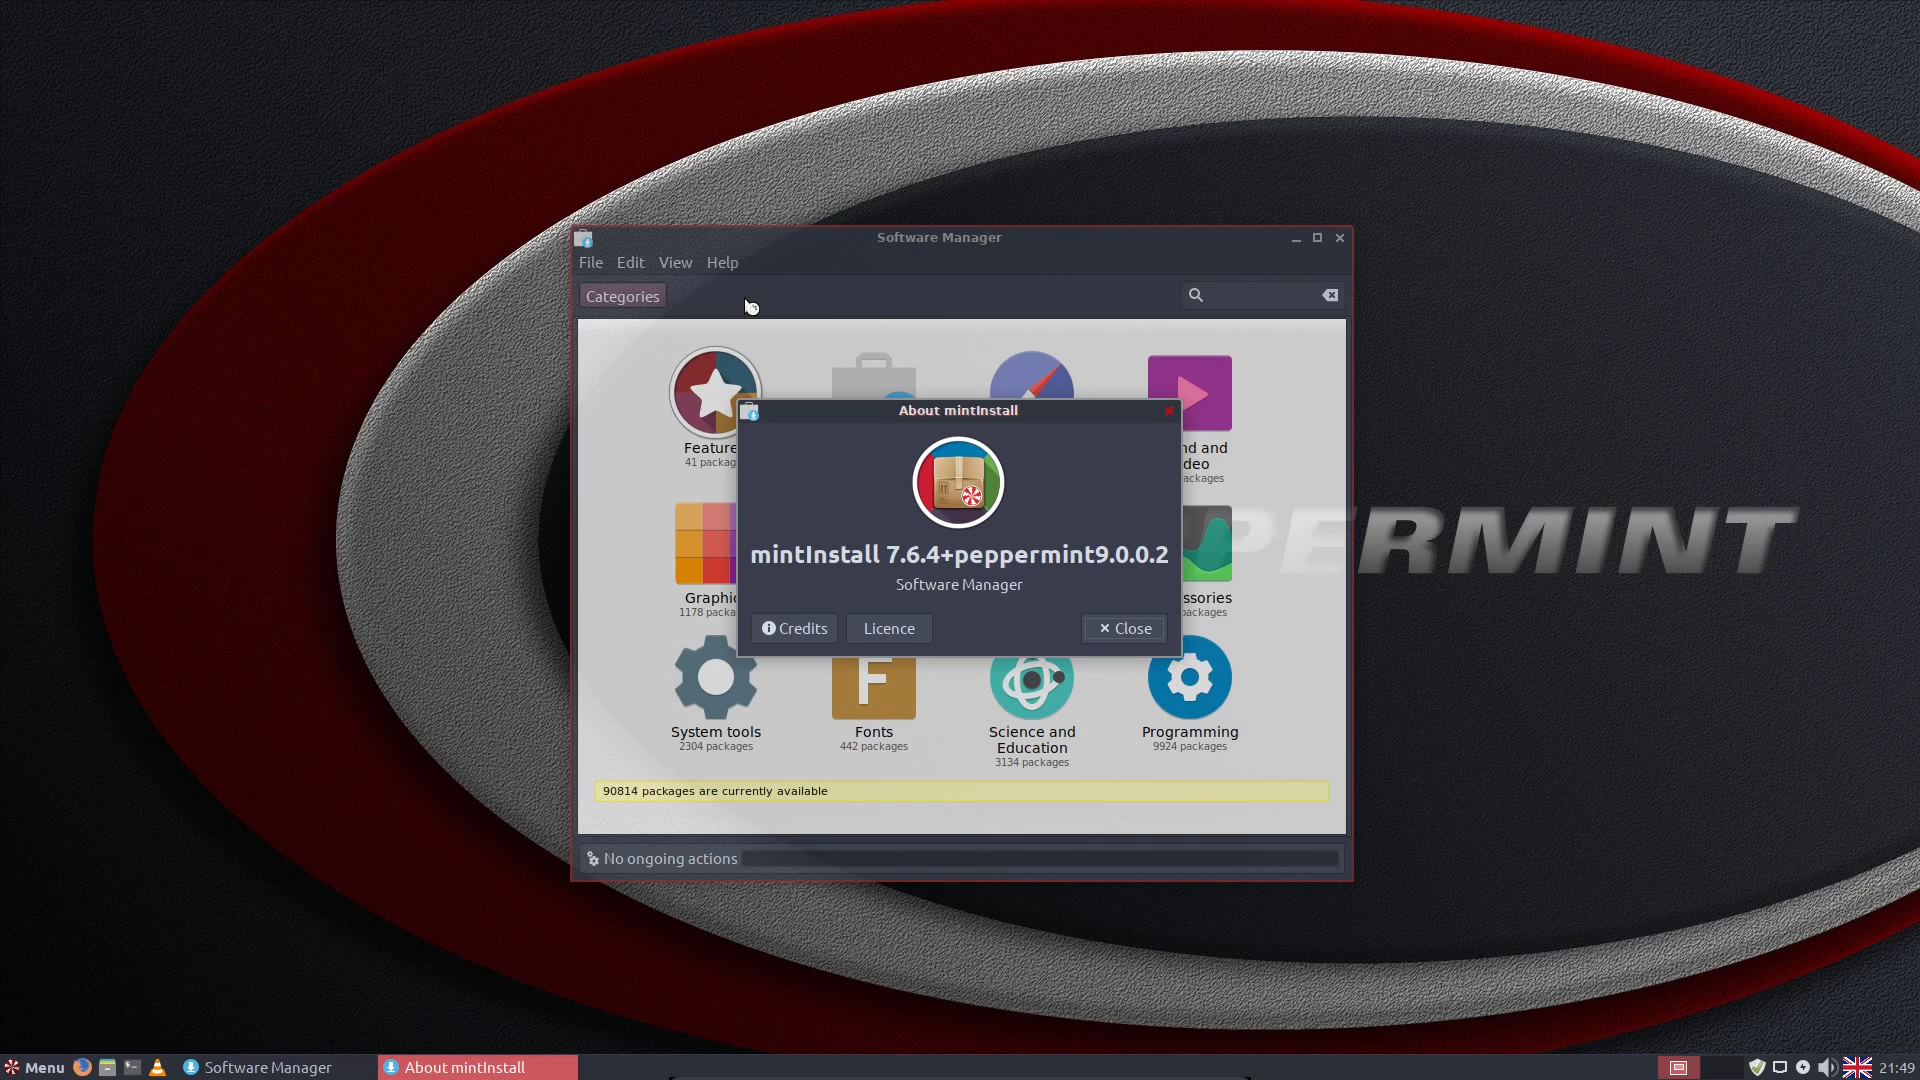 Software Manager
File Edit View Help
Categories
About mintInstall
Feature
41 packag
nd and
deo
ackages
mintInstall 7.6.4+peppermint9.0.0.2
Software Manager
Credits
Licence
Close
PERMINT
Graphic
1178 packa
ssories
packages
System tools
2304 packages
Fonts
442 packages
Science and
Education
3134 packages
Programming
9924 packages
90814 packages are currently available
No ongoing actions
Menu
Software Manager
About mintInstall
21:49